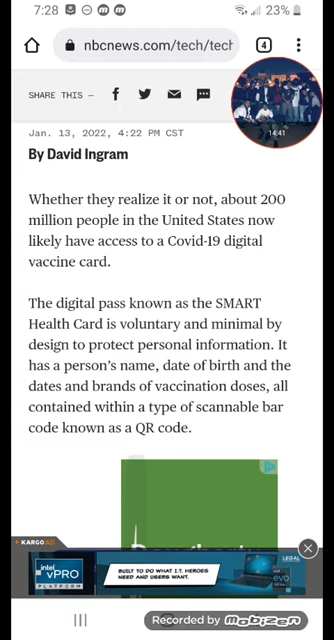 7:28
23%
nbcnews.com/tech/tech
4
SHARE THIS —
14:41
Jan. 13, 2022, 4:22 PM CST
By David Ingram
Whether they realize it or not, about 200
million people in the United States now
likely have access to a Covid-19 digital
vaccine card.
The digital pass known as the SMART
Health Card is voluntary and minimal by
design to protect personal information. It
has a person's name, date of birth and the
dates and brands of vaccination doses, all
contained within a type of scannable bar
code known as a QR code.
KARGO AD
intel
vPRO
PLATFORM
BUILT TO DO WHAT I.T. HEROES
NEED AND USERS WANT.
LEGAL
evo
Recorded by mobizen